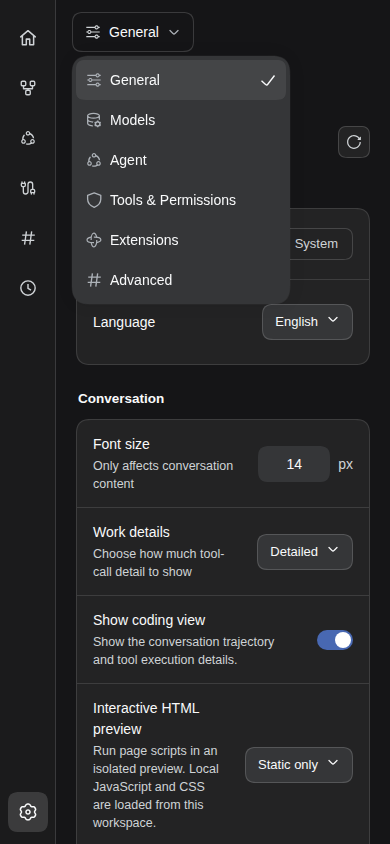 General
General
Models
Agent
Tools & Permissions
Extensions
Advanced
System
Language
English
Conversation
Font size
Only affects conversation
content
14
px
Work details
Choose how much tool-
call detail to show
Detailed
Show coding view
Show the conversation trajectory
and tool execution details.
Interactive HTML
preview
Run page scripts in an
isolated preview. Local
JavaScript and CSS
are loaded from this
workspace.
Static only